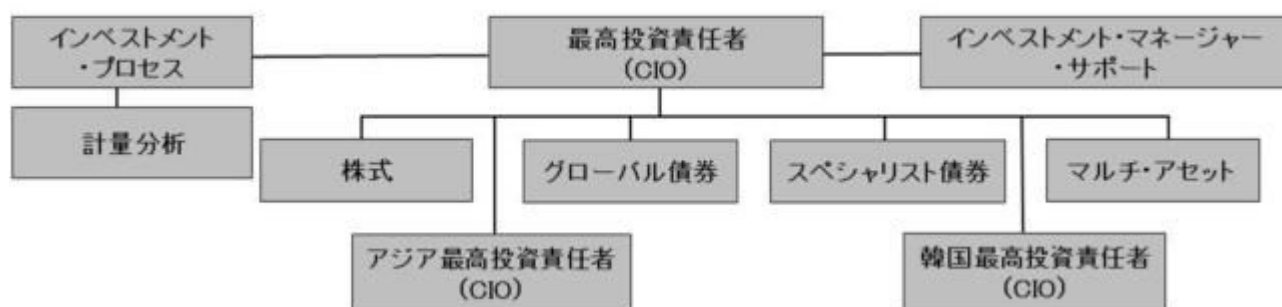 インベストメント
・プロセス
最高投資責任者
(CIO)
インベストメント・マネージャー
・サポート
計量分析
株式
グローバル債券
スペシャリスト債券
マルチ・アセット
アジア最高投資責任者
(CIO)
韓国最高投資責任者
(CIO)